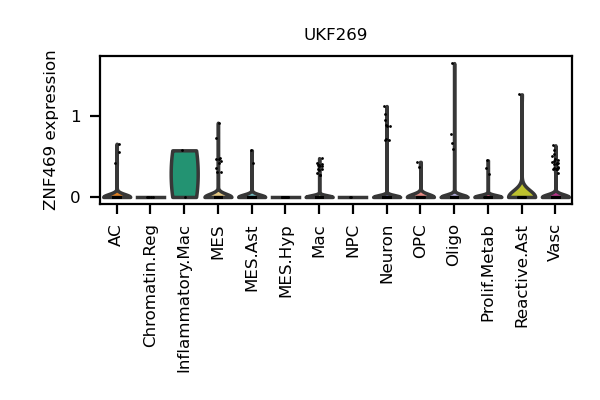 UKF269
ZNF469 expression
1
0
AC
Chromatin.Reg
Inflammatory.Mac
MES
MES.Ast
MES.Hyp
Mac
NPC
Neuron
OPC
Oligo
Prolif.Metab
Reactive.Ast
Vasc